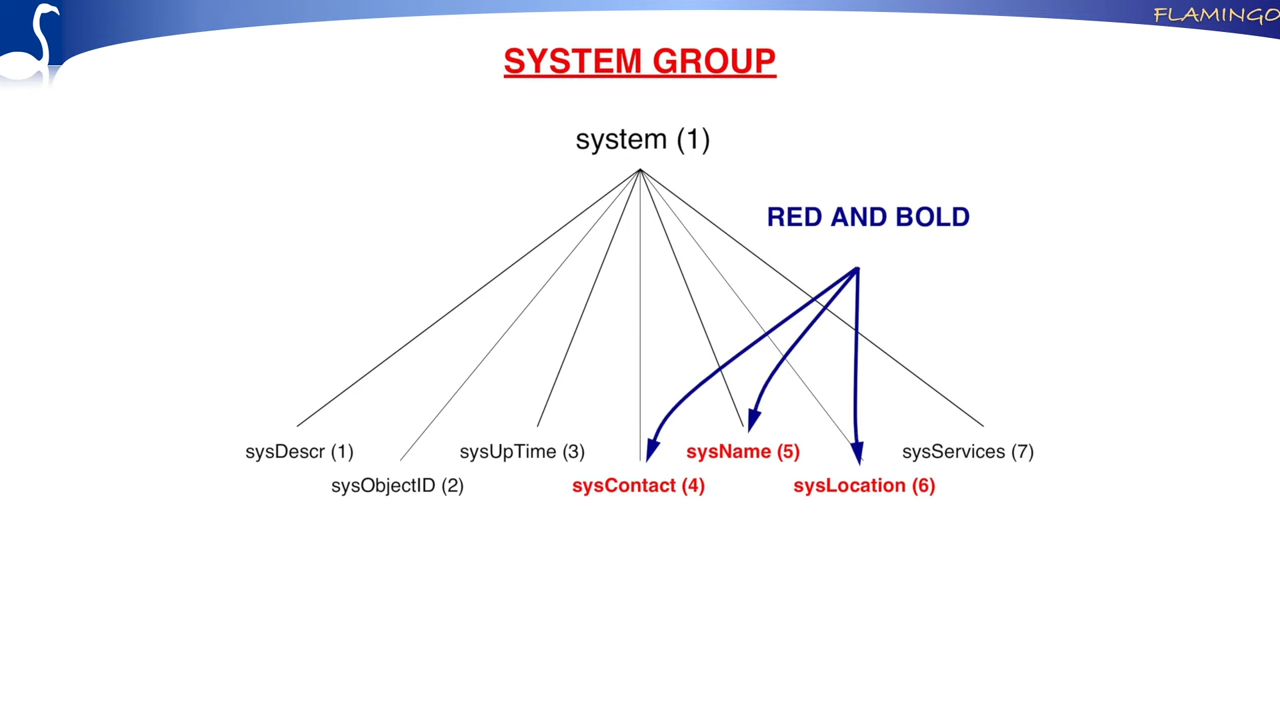 FLAMINGO
SYSTEM GROUP
system (1)
RED AND BOLD
sysDescr (1)
sysUpTime (3)
sysName (5)
sysServices (7)
sysObjectID (2)
sysContact (4)
sysLocation (6)